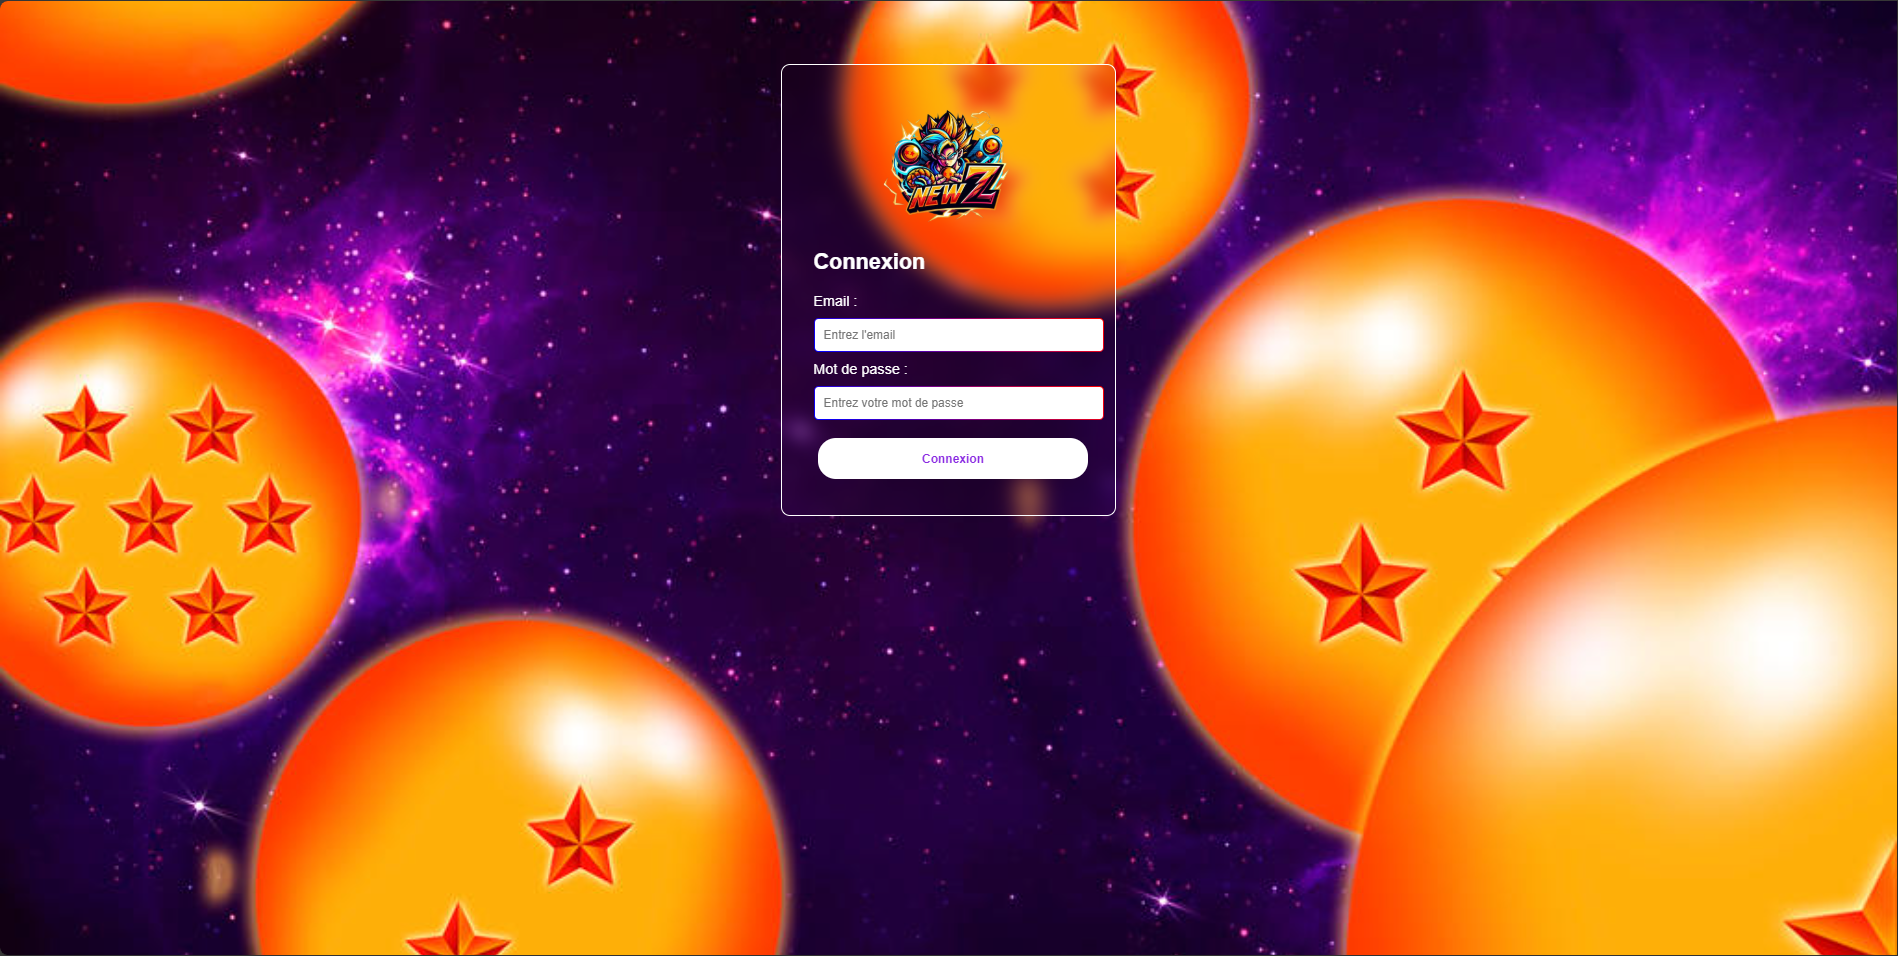 NEW Z
Connexion
Email :
Entrez l'email
Mot de passe :
Entrez votre mot de passe
Connexion